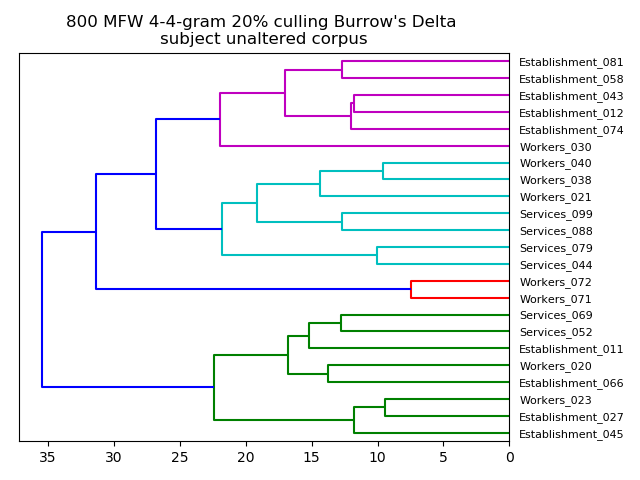 800 MFW 4-4-gram 20% culling Burrow's Delta
subject unaltered corpus
Establishment_081
Establishment_058
Establishment_043
Establishment_012
Establishment_074
Workers_030
Workers_040
Workers_038
Workers_021
Services_099
Services_088
Services_079
Services_044
Workers_072
Workers_071
Services_069
Services_052
Establishment_011
Workers_020
Establishment_066
Workers_023
Establishment_027
Establishment_045
35 30 25 20 15 10 5 0